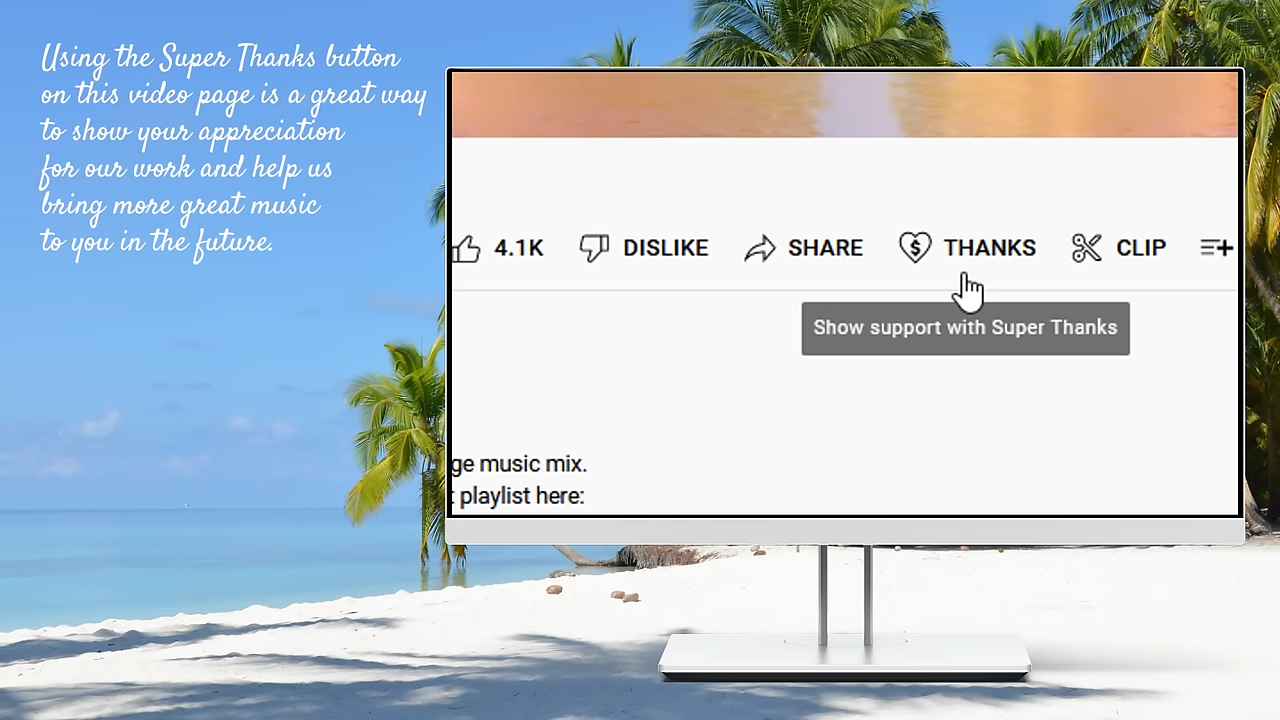 Using the Super Thanks button
on this video page is a great way
to show your appreciation
for our work and help us
bring more great music
to you in the future.
4.1K DISLIKE SHARE THANKS CLIP
Show support with Super Thanks
ge music mix.
t playlist here: